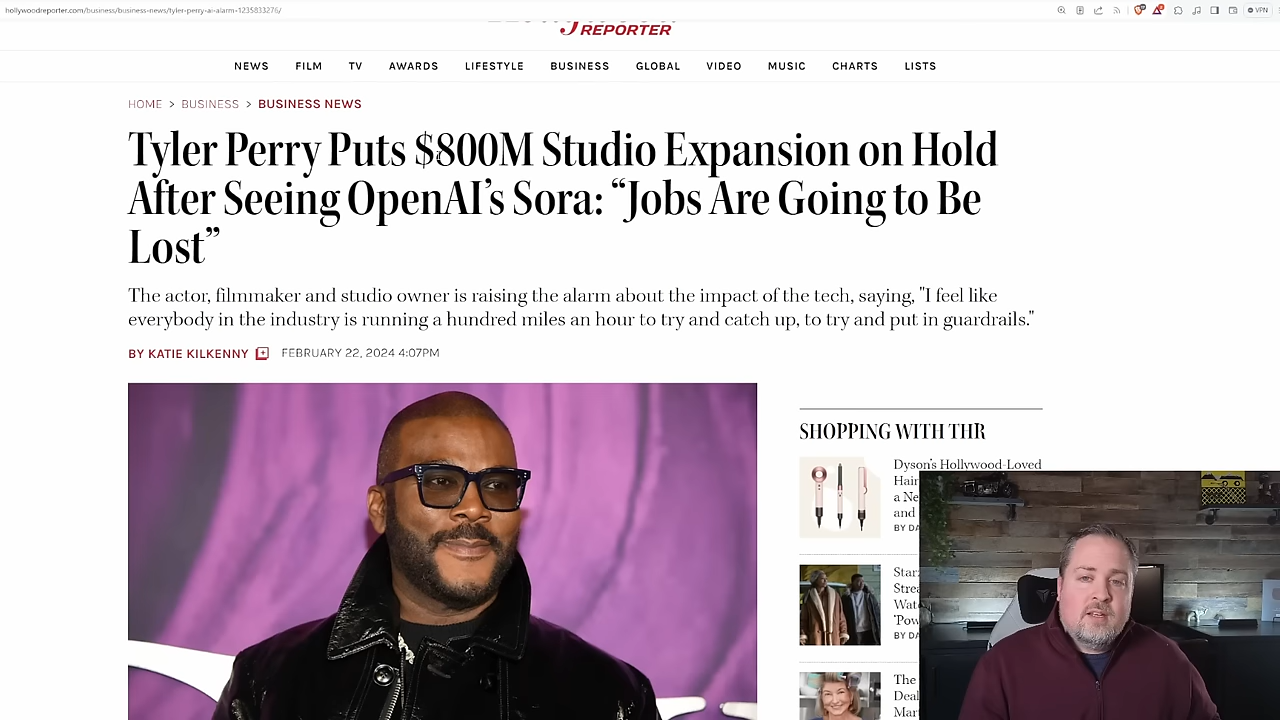 hollywoodreporter.com/business/business-news/tyler-perry-ai-alarm-1235833276/
VPN
REPORTER
NEWS FILM TV AWARDS LIFESTYLE BUSINESS GLOBAL VIDEO MUSIC CHARTS LISTS
HOME > BUSINESS > BUSINESS NEWS
Tyler Perry Puts $800M Studio Expansion on Hold
After Seeing OpenAI’s Sora: “Jobs Are Going to Be
Lost”
The actor, filmmaker and studio owner is raising the alarm about the impact of the tech, saying, "I feel like
everybody in the industry is running a hundred miles an hour to try and catch up, to try and put in guardrails."
BY KATIE KILKENNY FEBRUARY 22, 2024 4:07PM
SHOPPING WITH THR
Dyson's Hollywood-Loved
Hair
a Ne
and
BY DA
Starz
Strea
Wat
'Pow
BY DA
The
Deal
Mart